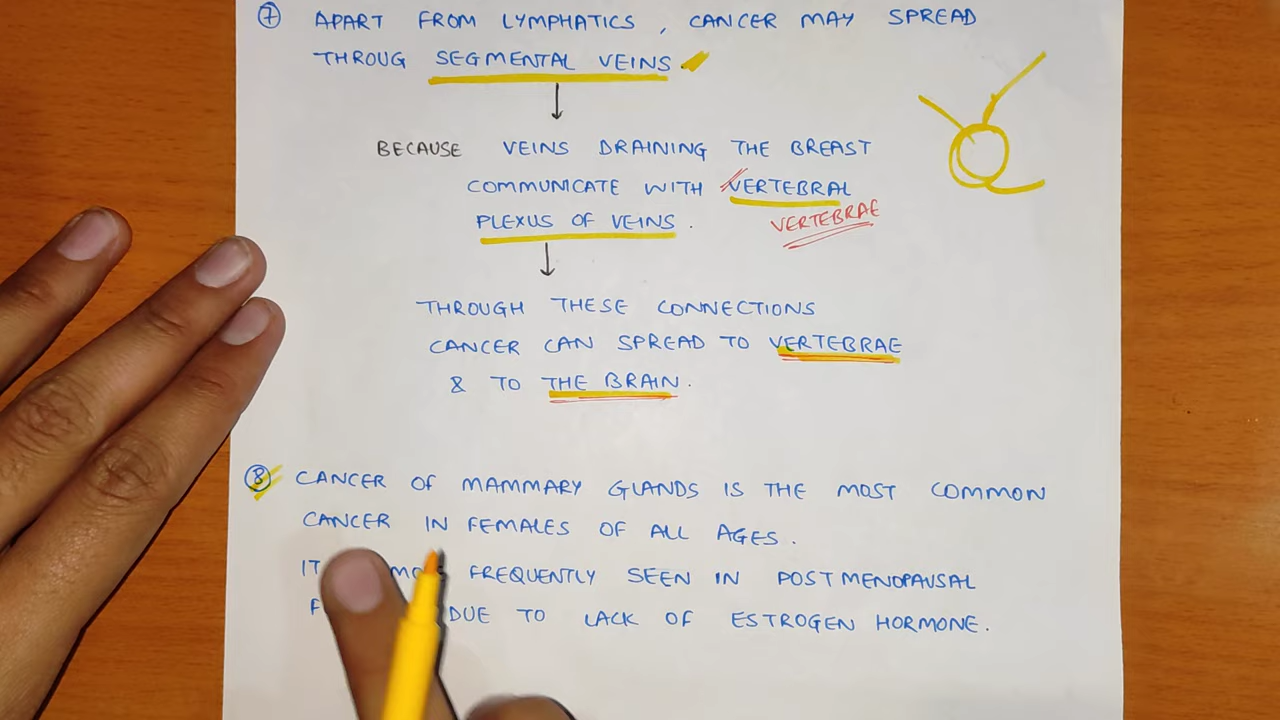 7 APART FROM LYMPHATICS, CANCER MAY SPREAD
THROUG SEGMENTAL VEINS
BECAUSE VEINS DRAINING THE BREAST
COMMUNICATE WITH VERTEBRAL
PLEXUS OF VEINS.
VERTEBRAE
THROUGH THESE CONNECTIONS
CANCER CAN SPREAD TO VERTEBRAE
& TO THE BRAIN.
8 CANCER OF MAMMARY GLANDS IS THE MOST COMMON
CANCER IN FEMALES OF ALL AGES.
IT FREQUENTLY SEEN IN POSTMENOPAUSAL
DUE TO LACK OF ESTROGEN HORMONE.